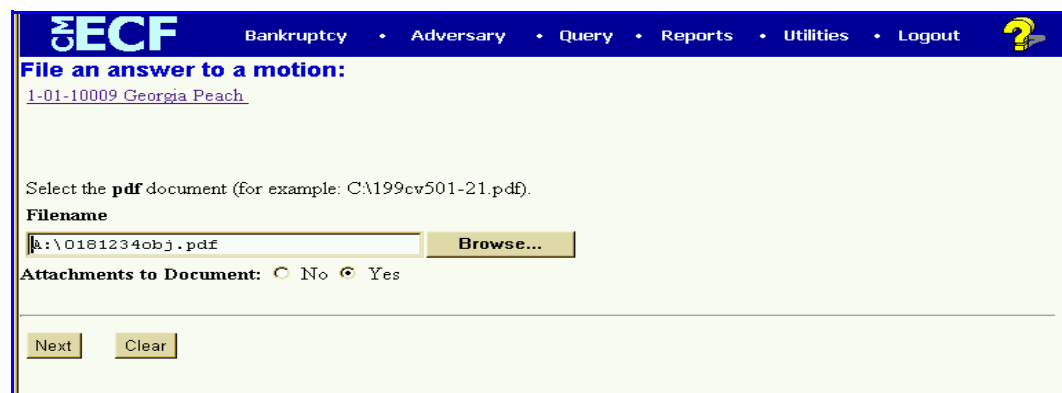 CM ECF Bankruptcy • Adversary • Query • Reports • Utilities • Logout ?
File an answer to a motion:
1-01-10009 Georgia Peach
Select the pdf document (for example: C:\199cv501-21.pdf).
Filename
A:\0181234obj.pdf Browse...
Attachments to Document: No Yes
Next Clear